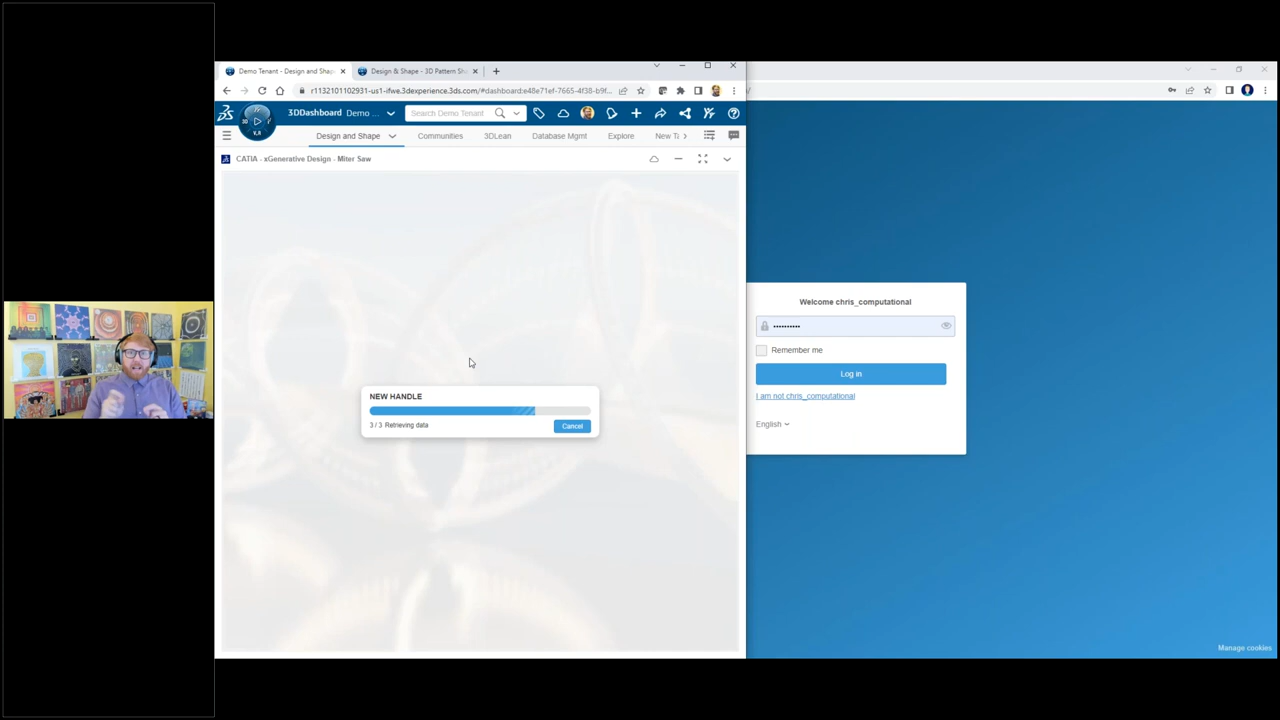 Demo Tenant - Design and Shap
Design & Shape - 3D Pattern Sh
r1132101102931-us1-ifwe.3dexperience.3ds.com/#dashboard:e48e71ef-7665-4f38-b9f...
3DDashboard Demo ...
Search Demo Tenant
3D
V.R
Design and Shape
Communities
3DLean
Database Mgmt
Explore
New Ta
CATIA - xGenerative Design - Miter Saw
NEW HANDLE
3 / 3 Retrieving data
Cancel
Welcome chris_computational
••••••••••
Remember me
Log in
I am not chris_computational
English
Manage cookies